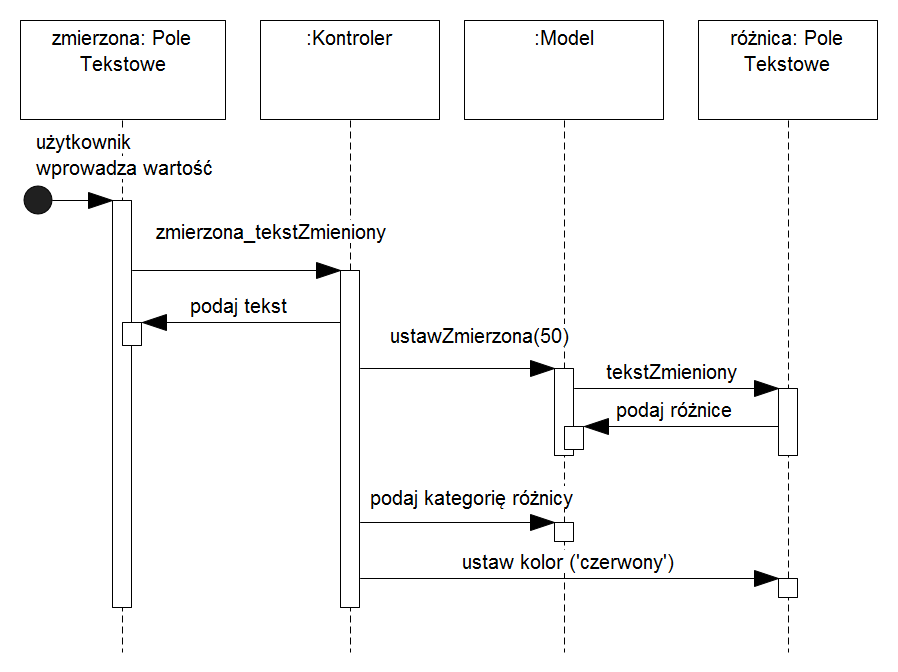 zmierzona: Pole
Tekstowe
:Kontroler
:Model
różnica: Pole
Tekstowe
użytkownik
wprowadza wartość
zmierzona_tekstZmieniony
podaj tekst
ustawZmierzona(50)
tekstZmieniony
podaj różnice
podaj kategorię różnicy
ustaw kolor ('czerwony')